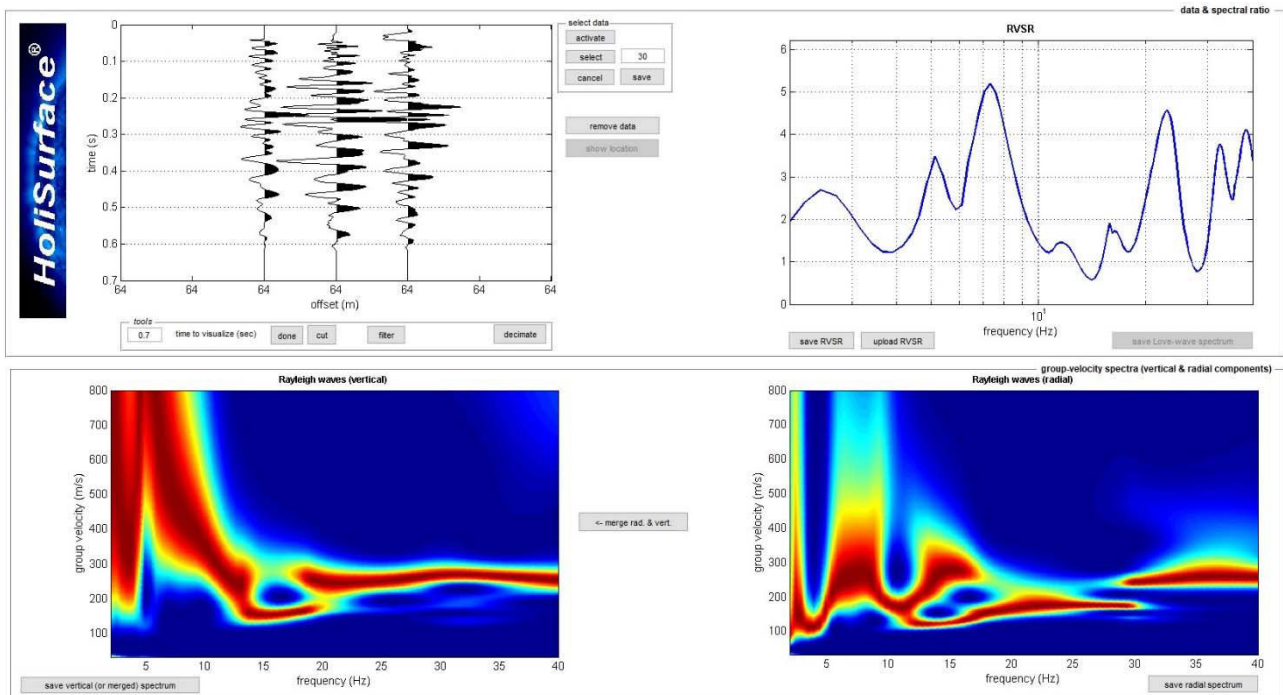 data & spectral ratio
HoliSurface®
0
0.1
0.2
0.3
0.4
0.5
0.6
0.7
time (s)
64 64 64 64 64 64 64
offset (m)
select data
activate
select 30
cancel save
remove data
show location
tools
0.7 time to visualize (sec) done cut filter decimate
RVSR
6
5
4
3
2
1
0
10¹
frequency (Hz)
save RVSR upload RVSR save Love-wave spectrum
group-velocity spectra (vertical & radial components)
Rayleigh waves (vertical)
800
700
600
500
400
300
200
100
group velocity (m/s)
5 10 15 20 25 30 35 40
frequency (Hz)
save vertical (or merged) spectrum
<- merge rad. & vert.
Rayleigh waves (radial)
800
700
600
500
400
300
200
100
group velocity (m/s)
5 10 15 20 25 30 35 40
frequency (Hz)
save radial spectrum